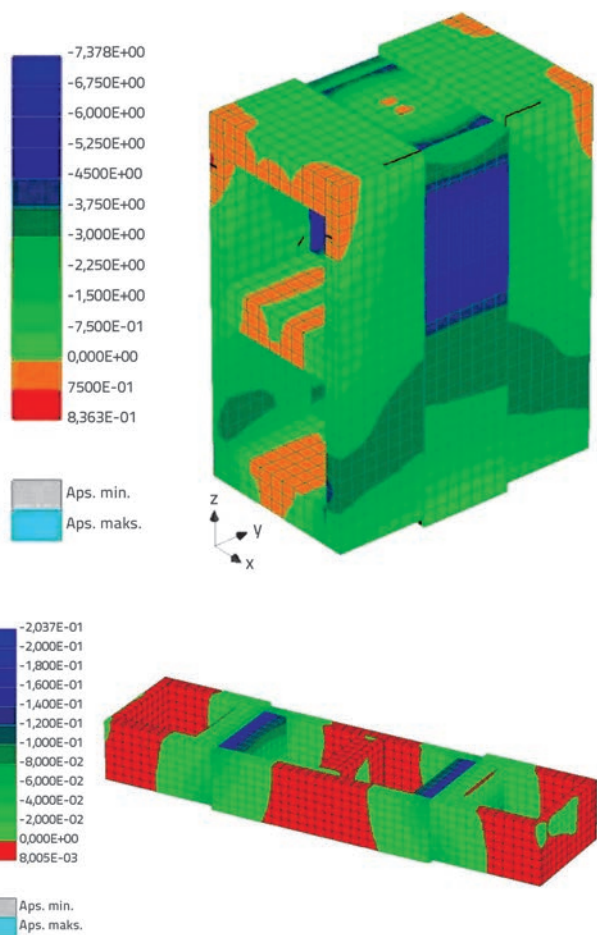 -7,378E+00
-6,750E+00
-6,000E+00
-5,250E+00
-4500E+00
-3,750E+00
-3,000E+00
-2,250E+00
-1,500E+00
-7,500E-01
0,000E+00
7500E-01
8,363E-01
Aps. min.
Aps. maks.
z
y
x
-2,037E-01
-2,000E-01
-1,800E-01
-1,600E-01
-1,400E-01
-1,200E-01
-1,000E-01
-8,000E-02
-6,000E-02
-4,000E-02
-2,000E-02
0,000E+00
8,005E-03
Aps. min.
Aps. maks.